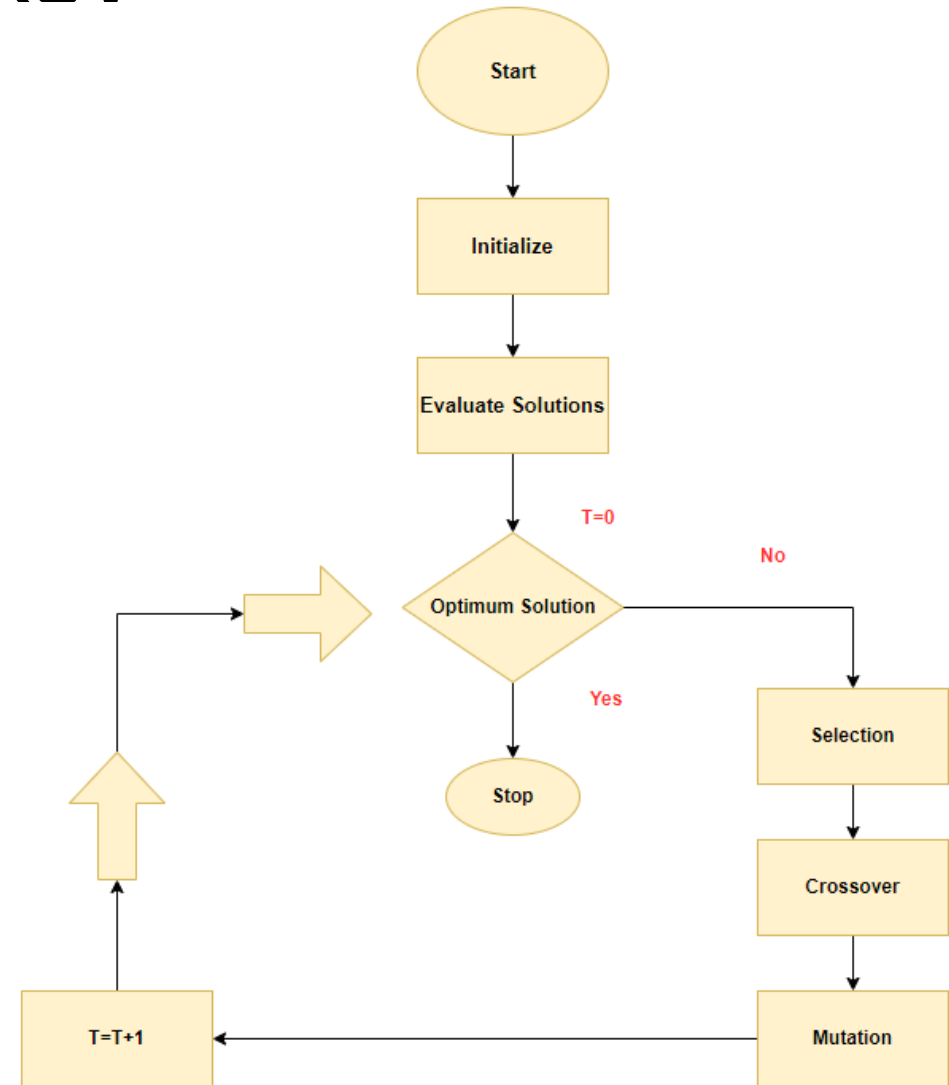 Start
Initialize
Evaluate Solutions
T=0
No
Optimum Solution
Yes
Selection
Stop
Crossover
T=T+1
Mutation